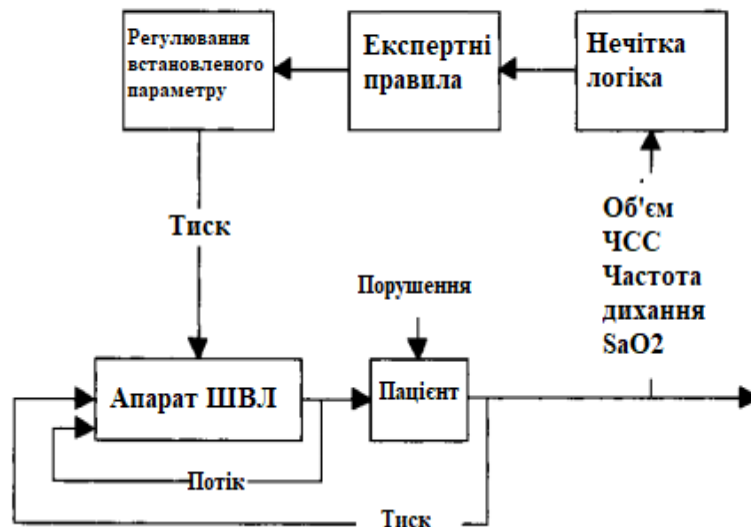 Регулювання
встановленого
параметру
Експертні
правила
Нечітка
логіка
Тиск
Об'єм
ЧСС
Частота
дихання
SaO2
Порушення
Апарат ШВЛ
Пацієнт
Потік
Тиск